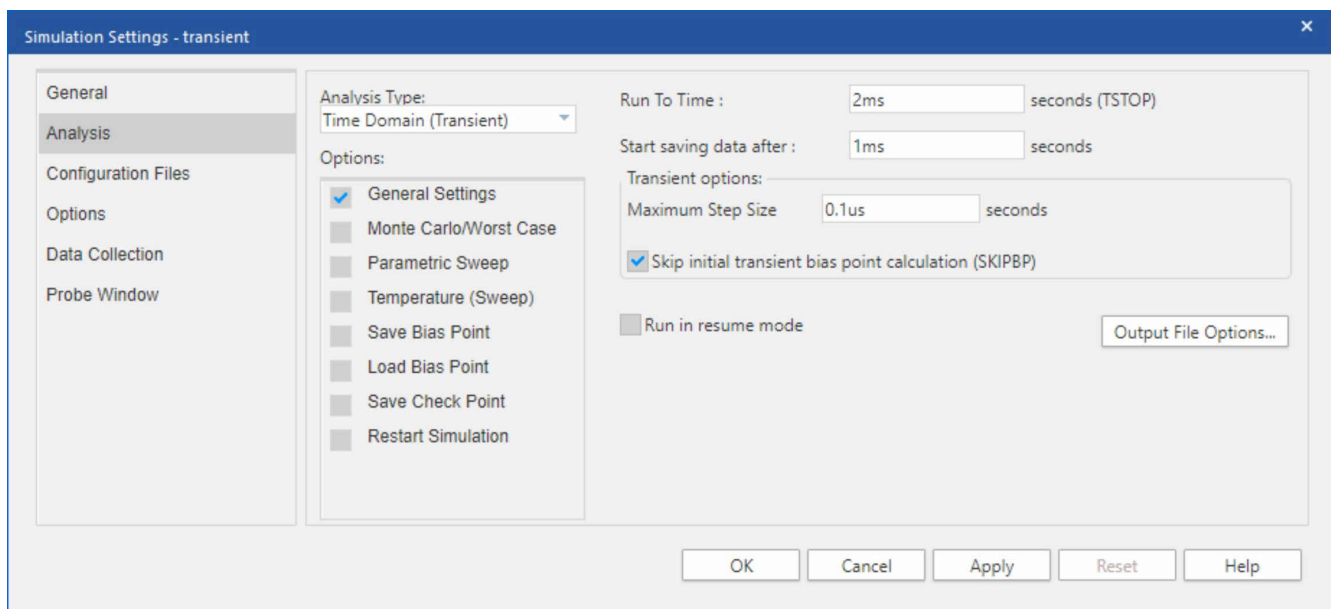 Simulation Settings - transient
General
Analysis
Configuration Files
Options
Data Collection
Probe Window
Analysis Type:
Time Domain (Transient)
Options:
General Settings
Monte Carlo/Worst Case
Parametric Sweep
Temperature (Sweep)
Save Bias Point
Load Bias Point
Save Check Point
Restart Simulation
Run To Time : 2ms seconds (TSTOP)
Start saving data after : 1ms seconds
Transient options:
Maximum Step Size 0.1us seconds
Skip initial transient bias point calculation (SKIPBP)
Run in resume mode
Output File Options...
OK Cancel Apply Reset Help